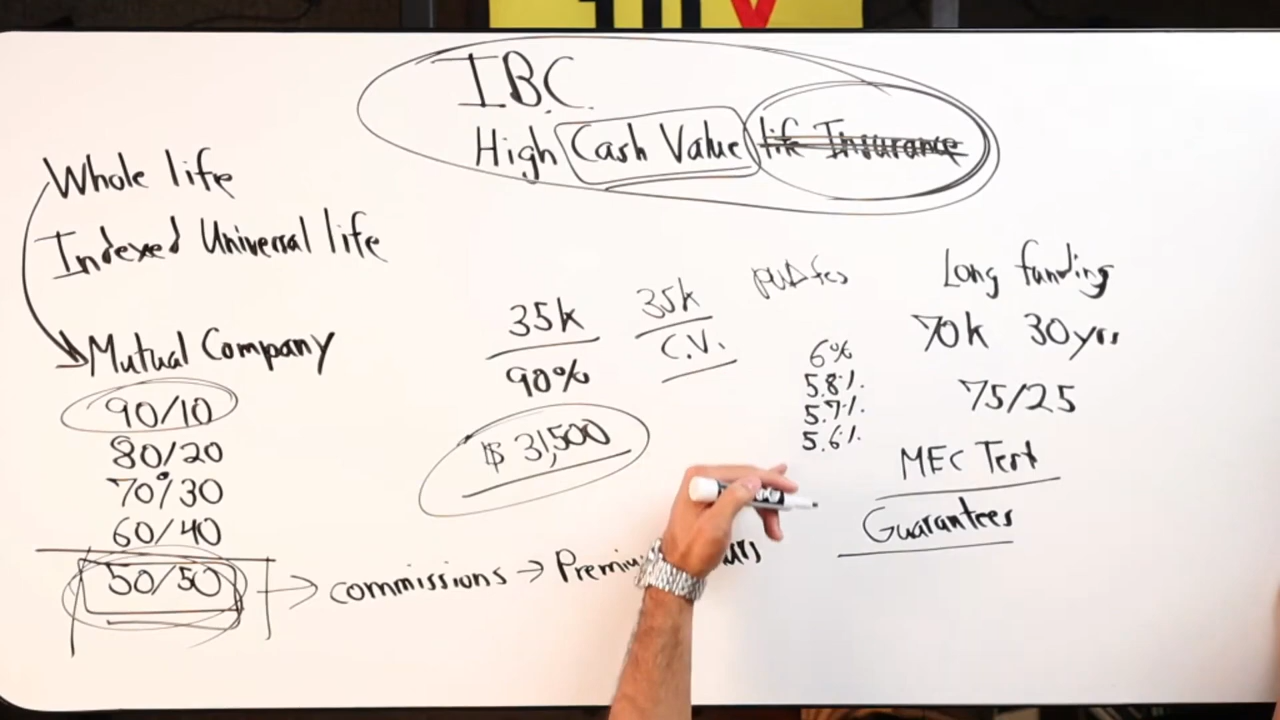 IBC.
High Cash Value life Insurance
Whole life
Indexed Universal life
Mutual Company
90/10
80/20
70/30
60/40
50/50 → commissions →
35k
90%
$ 31,500
35k
C.V.
6%
5.8%
5.7%
5.6%
Long funding
70k 30yrs
75/25
MEC Test
Guarantees